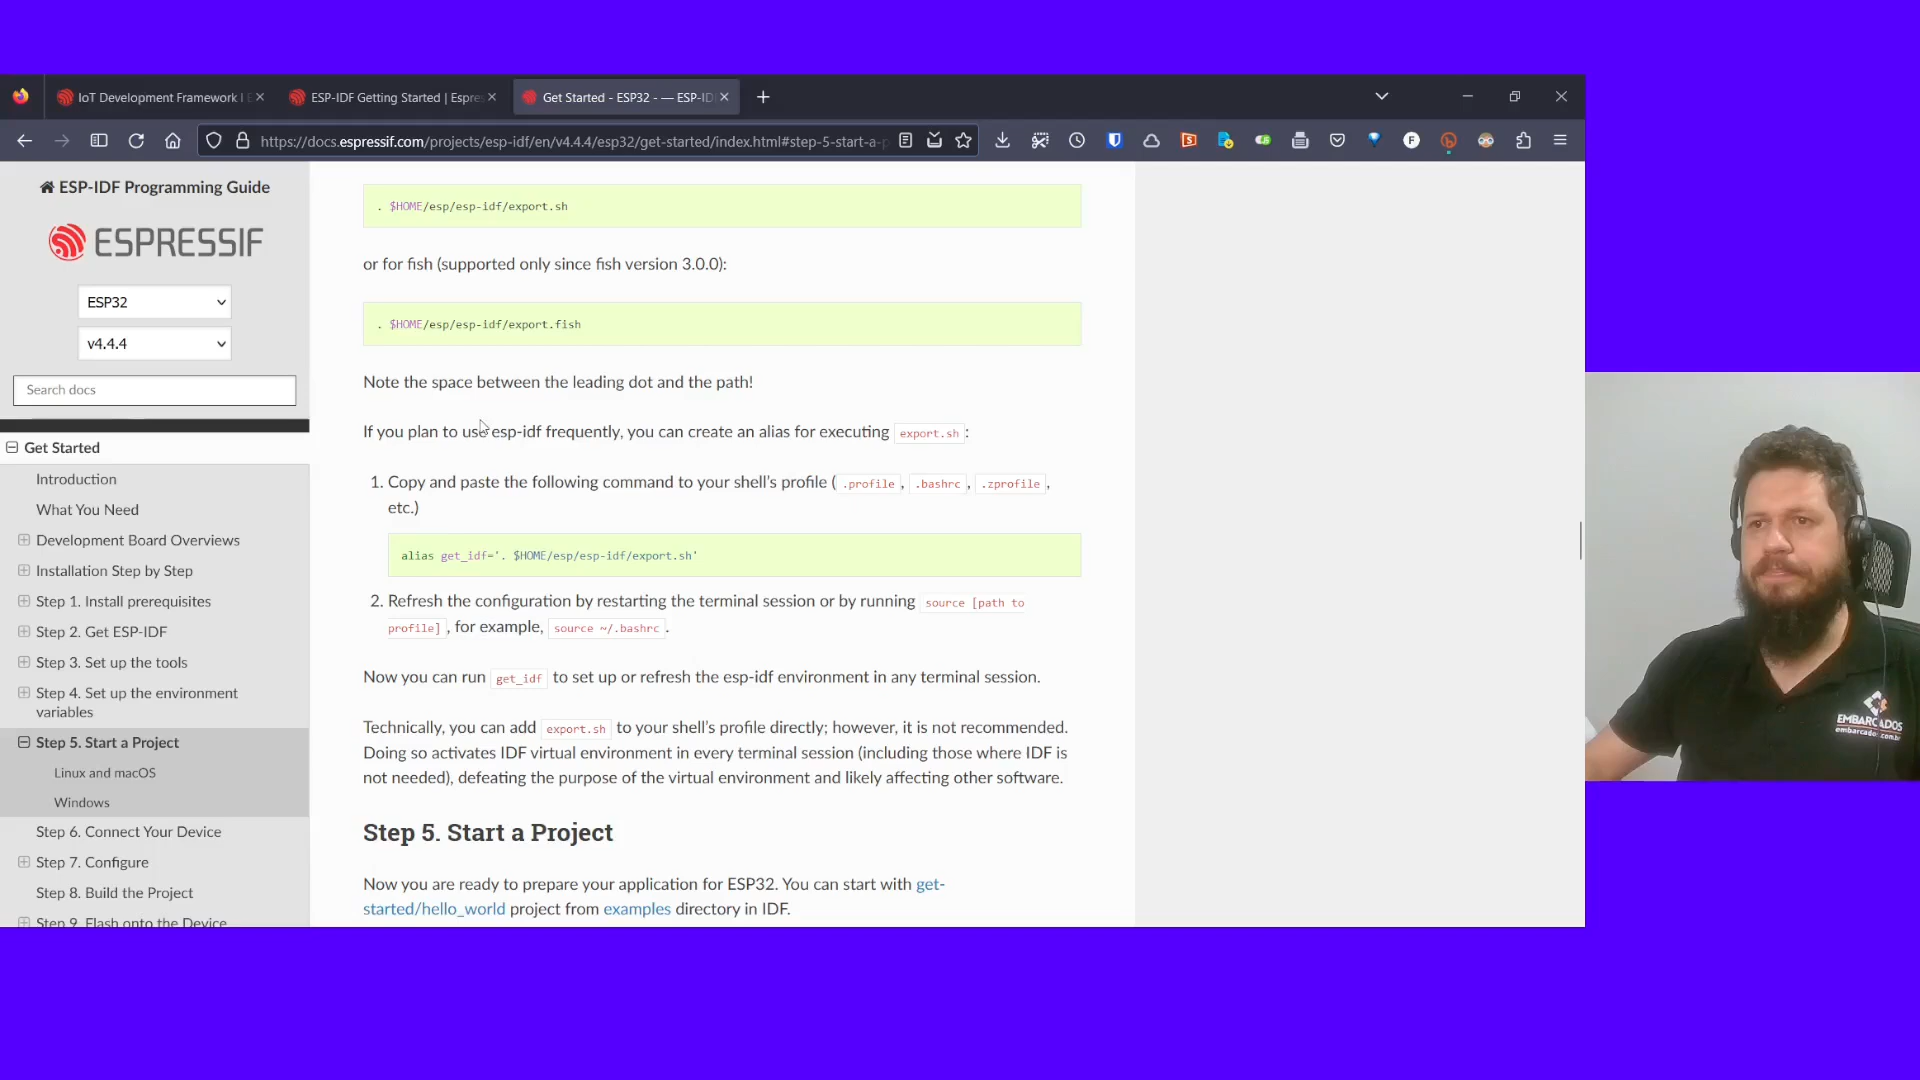 IoT Development Framework | E
ESP-IDF Getting Started | Espre
Get Started - ESP32 - — ESP-ID
https://docs.espressif.com/projects/esp-idf/en/v4.4.4/esp32/get-started/index.html#step-5-start-a-p
ESP-IDF Programming Guide
ESPRESSIF
ESP32
v4.4.4
Search docs
Get Started
Introduction
What You Need
Development Board Overviews
Installation Step by Step
Step 1. Install prerequisites
Step 2. Get ESP-IDF
Step 3. Set up the tools
Step 4. Set up the environment
variables
Step 5. Start a Project
Linux and macOS
Windows
Step 6. Connect Your Device
Step 7. Configure
Step 8. Build the Project
Step 9. Flash onto the Device
. $HOME/esp/esp-idf/export.sh
or for fish (supported only since fish version 3.0.0):
. $HOME/esp/esp-idf/export.fish
Note the space between the leading dot and the path!
If you plan to use esp-idf frequently, you can create an alias for executing export.sh :
1. Copy and paste the following command to your shell's profile ( .profile , .bashrc , .zprofile ,
etc.)
alias get_idf='. $HOME/esp/esp-idf/export.sh'
2. Refresh the configuration by restarting the terminal session or by running source [path to
profile] , for example, source ~/.bashrc .
Now you can run get_idf to set up or refresh the esp-idf environment in any terminal session.
Technically, you can add export.sh to your shell's profile directly; however, it is not recommended.
Doing so activates IDF virtual environment in every terminal session (including those where IDF is
not needed), defeating the purpose of the virtual environment and likely affecting other software.
Step 5. Start a Project
Now you are ready to prepare your application for ESP32. You can start with get-
started/hello_world project from examples directory in IDF.
EMBARCADOS
embarcados.com.br